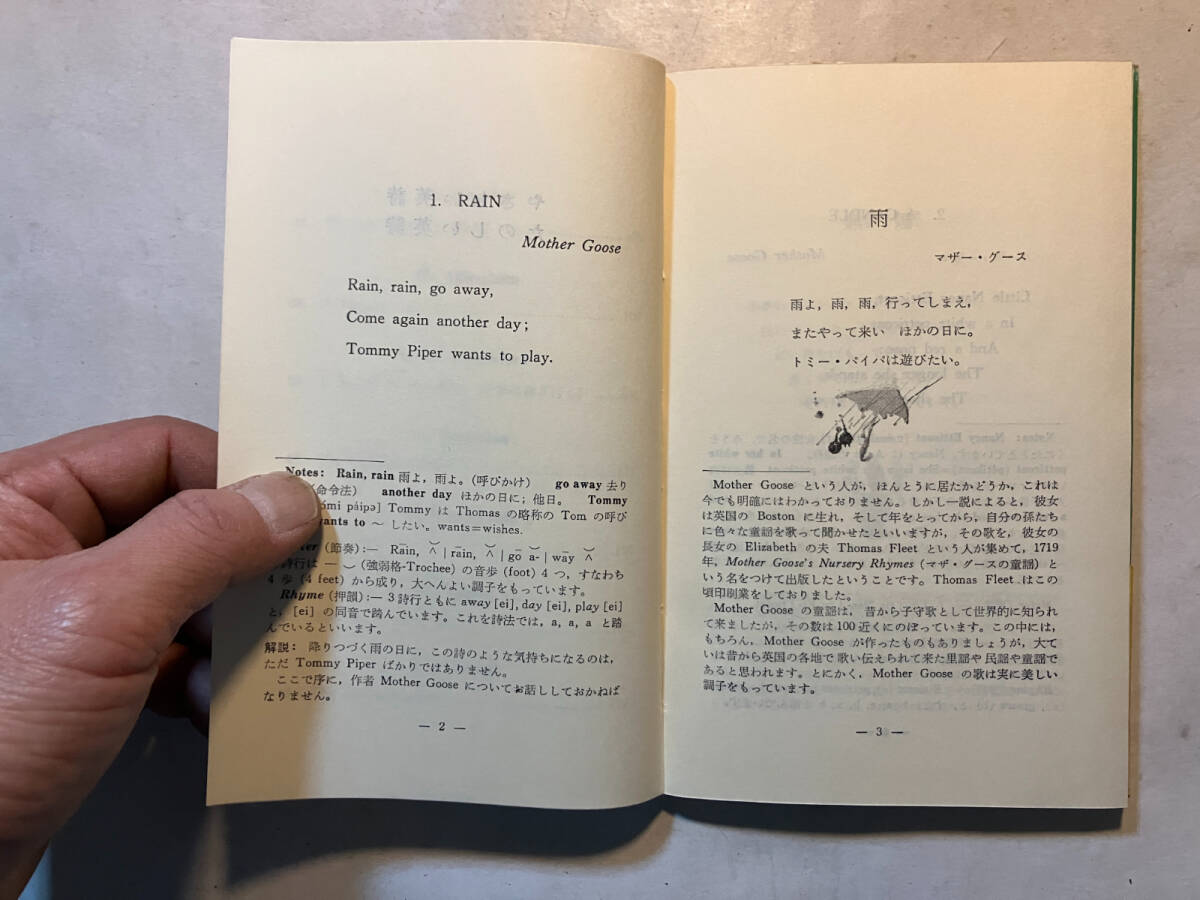 1. RAIN
Mother Goose
Rain, rain, go away,
Come again another day;
Tommy Piper wants to play.
Notes: Rain, rain 雨よ，雨よ。（呼びかけ） go away 去り
（命令法） another day ほかの日に；他日。 Tommy
mi páipə] Tommy は Thomas の略称の Tom の呼び
wants to ～ したい。wants=wishes.
（節奏）:— Rain, | rain, | gō a- | wāy
詩行は — ⏑ （強弱格-Trochee）の音歩 (foot) 4 つ，すなわち
4 歩 (4 feet) から成り，大へんよい調子をもっています。
Rhyme（押韻）:— 3詩行ともに away [ei], day [ei], play [ei]
と，[ei] の同音で踏んでいます。これを詩法では，a, a, a と踏
んでいるといいます。
解説： 降りつづく雨の日に，この詩のような気持ちになるのは，
ただ Tommy Piper ばかりではありません。
ここで序に，作者 Mother Goose についてお話ししておかねば
なりません。
— 2 —
雨
マザー・グース
雨よ，雨，雨，行ってしまえ，
またやって来い ほかの日に。
トミー・パイパは遊びたい。
Mother Goose という人が，ほんとうに居たかどうか，これは
今でも明確にはわかっておりません。しかし一説によると，彼女
は英国の Boston に生れ，そして年をとってから，自分の孫たち
に色々な童謡を歌って聞かせたといいますが，その歌を，彼女の
長女の Elizabeth の夫 Thomas Fleet という人が集めて，1719
年，Mother Goose's Nursery Rhymes（マザ・グースの童謡）と
いう名をつけて出版したということです。Thomas Fleet はこの
頃印刷業をしておりました。
Mother Goose の童謡は，昔から子守歌として世界的に知られ
て来ましたが，その数は 100 近くにのぼっています。この中には，
もちろん，Mother Goose が作ったものもありましょうが，大て
いは昔から英国の各地で歌い伝えられて来た里謡や民謡や童謡で
あると思われます。とにかく，Mother Goose の歌は実に美しい
調子をもっています。
— 3 —